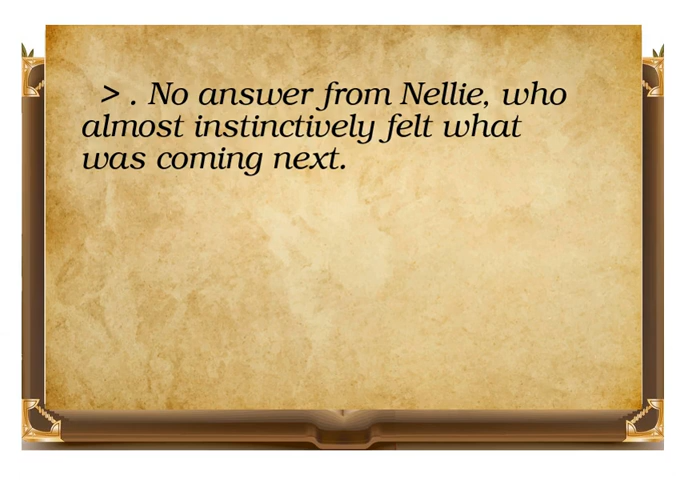 > . No answer from Nellie, who
almost instinctively felt what
was coming next.